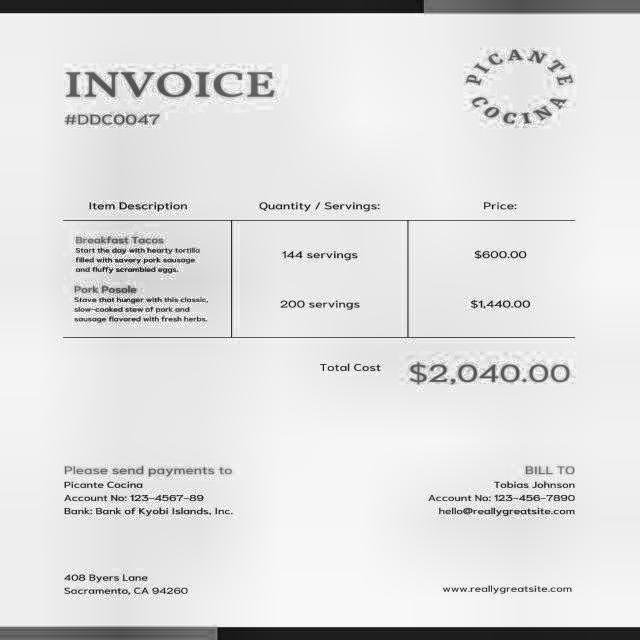 INVOICE
#DDC0047
PICANTE COCINA
Item Description Quantity / Servings: Price:
Breakfast Tacos
Start the day with hearty tortilla
filled with savory pork sausage
and fluffy scrambled eggs.
144 servings $600.00
Pork Posole
Stave that hunger with this classic,
slow-cooked stew of pork and
sausage flavored with fresh herbs.
200 servings $1,440.00
Total Cost $2,040.00
Please send payments to
Picante Cocina
Account No: 123-4567-89
Bank: Bank of Kyobi Islands, Inc.
BILL TO
Tobias Johnson
Account No: 123-456-7890
hello@reallygreatsite.com
408 Byers Lane
Sacramento, CA 94260
www.reallygreatsite.com